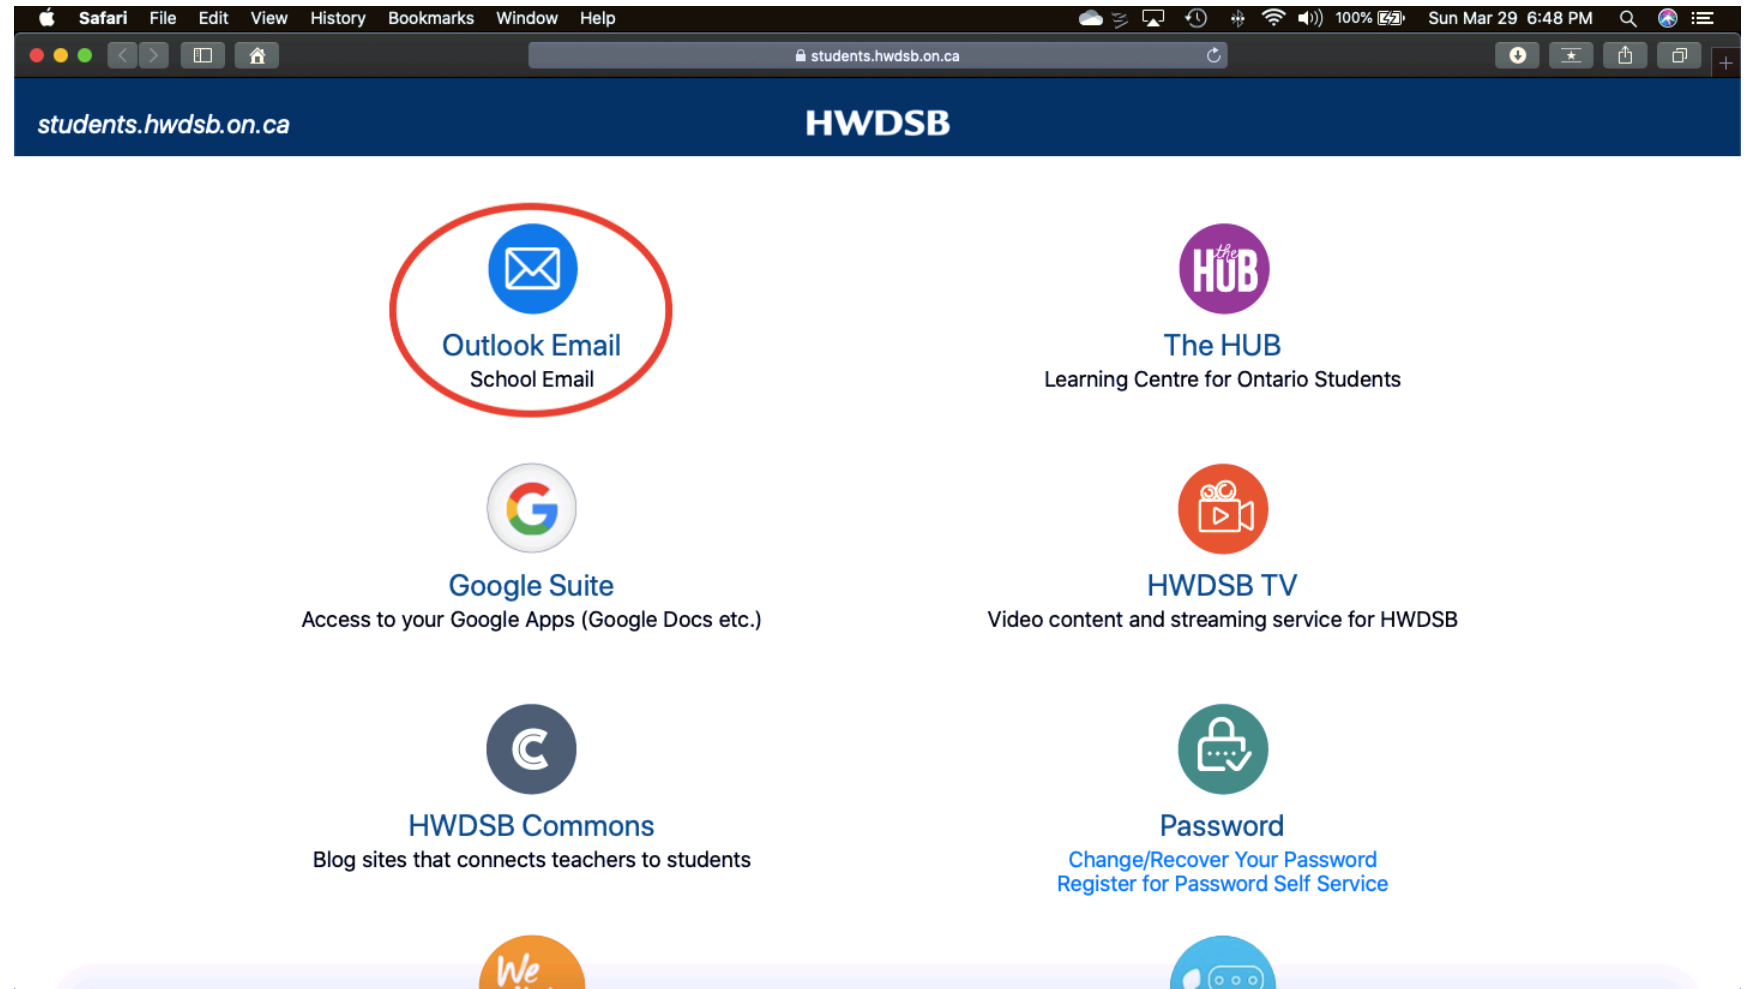 Safari File Edit View History Bookmarks Window Help 100% Sun Mar 29 6:48 PM
students.hwdsb.on.ca
students.hwdsb.on.ca HWDSB
the
HUB
Outlook Email The HUB
School Email Learning Centre for Ontario Students
G
Google Suite HWDSB TV
Access to your Google Apps (Google Docs etc.) Video content and streaming service for HWDSB
C
HWDSB Commons Password
Blog sites that connects teachers to students Change/Recover Your Password
Register for Password Self Service
We